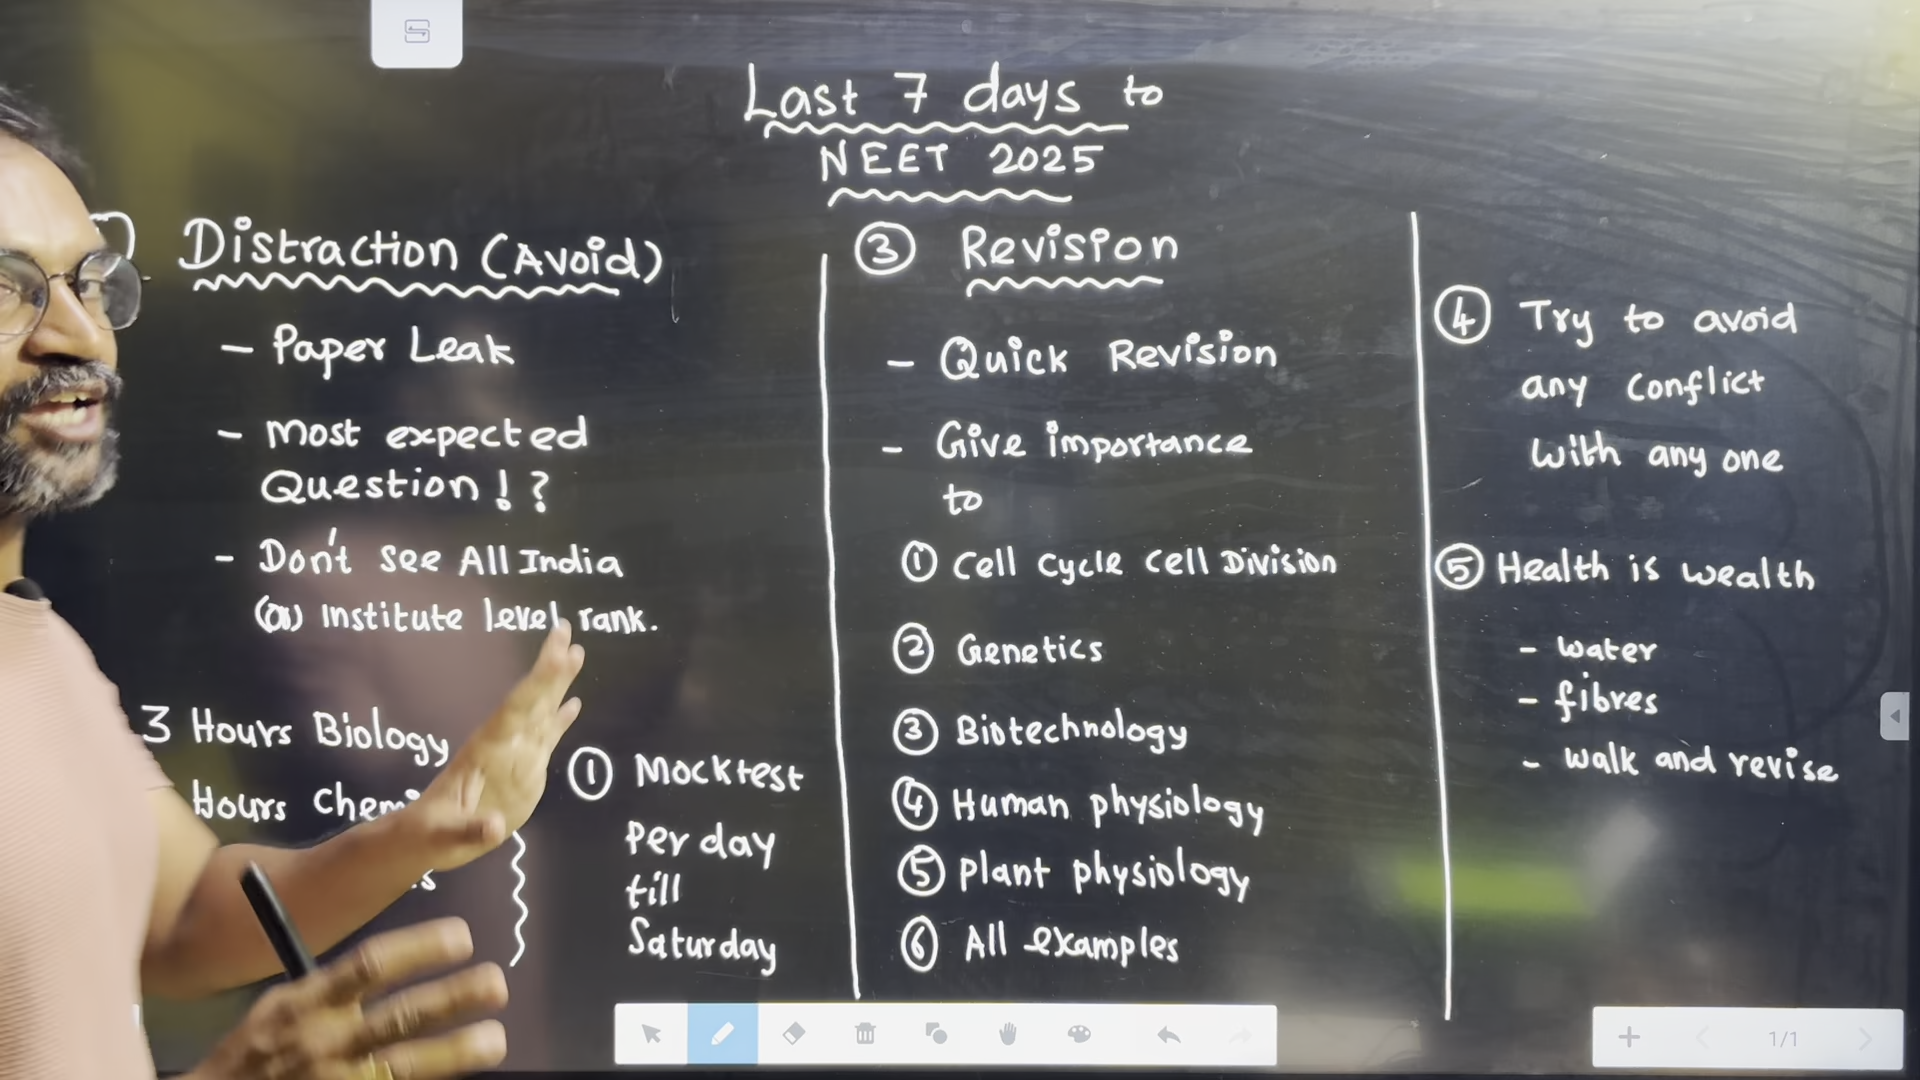 Last 7 days to
NEET 2025
Distraction (Avoid)
- Paper Leak
- Most expected
Question ! ?
- Don't see All India
(or) institute level rank.
3 Hours Biology
Hours
① Mocktest
Per day
till
Saturday
③ Revision
- Quick Revision
- Give importance
to
① Cell Cycle Cell Division
② Genetics
③ Biotechnology
④ Human physiology
⑤ Plant physiology
⑥ All examples
④ Try to avoid
any Conflict
with any one
⑤ Health is wealth
- water
- fibres
- walk and revise
1/1